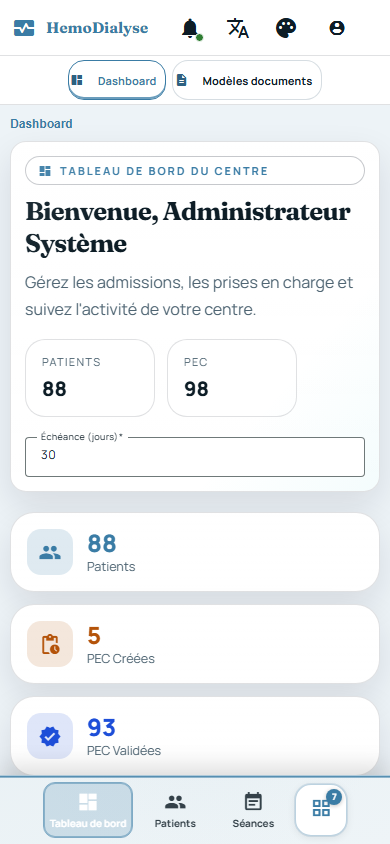 HemoDialyse
Dashboard
Modèles documents
Dashboard
TABLEAU DE BORD DU CENTRE
Bienvenue, Administrateur
Système
Gérez les admissions, les prises en charge et
suivez l'activité de votre centre.
PATIENTS
88
PEC
98
Échéance (jours) *
30
88
Patients
5
PEC Créées
93
PEC Validées
7
Tableau de bord
Patients
Séances